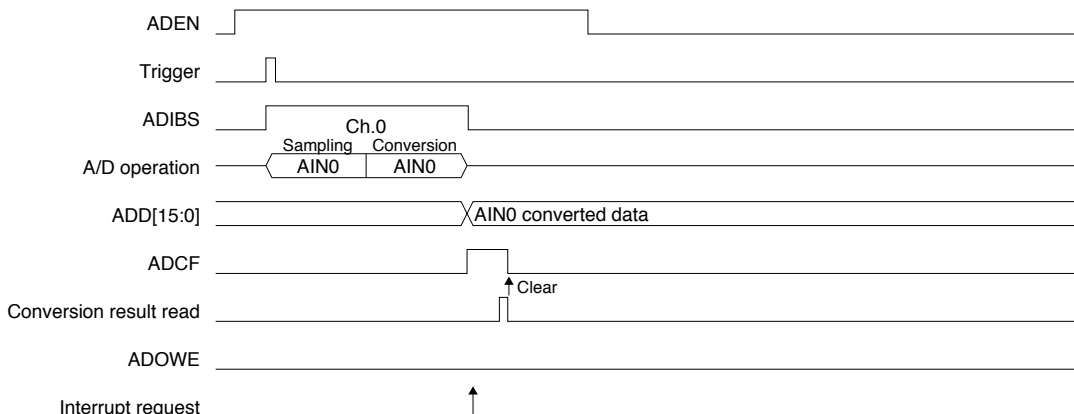 ADEN
Trigger
ADIBS
Ch.0
Sampling Conversion
A/D operation
AIN0 AIN0
ADD[15:0]
AIN0 converted data
ADCF
Clear
Conversion result read
ADOWE
Interrupt request